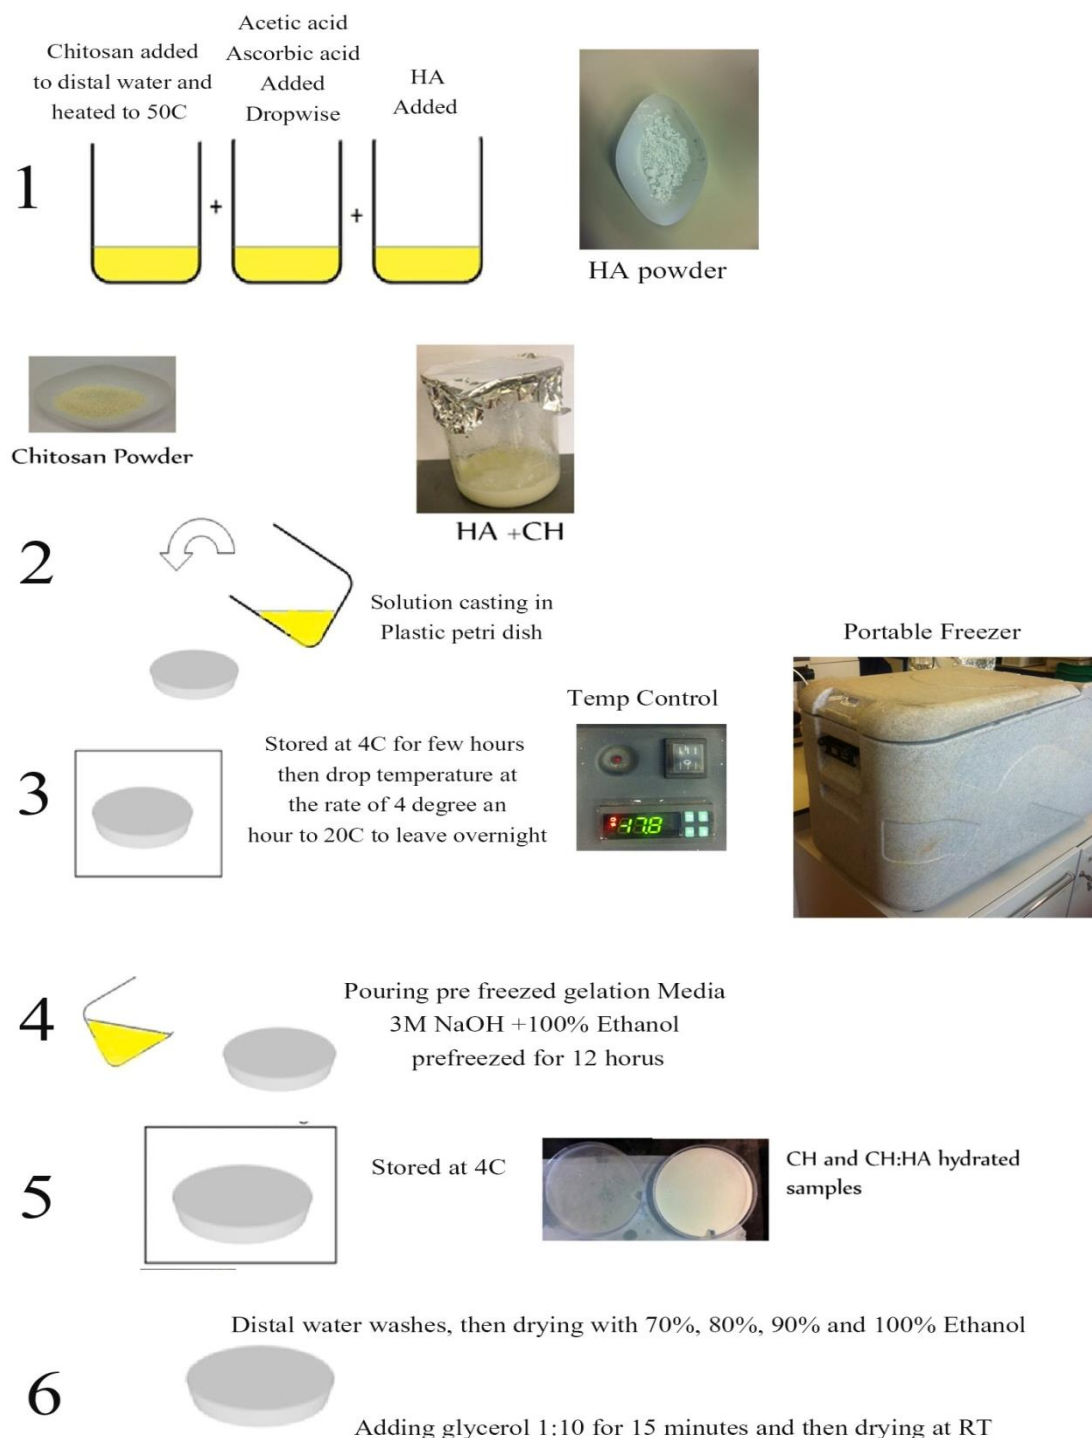 Chitosan added
to distal water and
heated to 50C
Acetic acid
Ascorbic acid
Added
Dropwise
HA
Added
1
+
+
HA powder
Chitosan Powder
HA +CH
2
Solution casting in
Plastic petri dish
Portable Freezer
Temp Control
3
Stored at 4C for few hours
then drop temperature at
the rate of 4 degree an
hour to 20C to leave overnight
-17.8
4
Pouring pre freezed gelation Media
3M NaOH +100% Ethanol
prefreezed for 12 horus
5
Stored at 4C
CH and CH:HA hydrated
samples
Distal water washes, then drying with 70%, 80%, 90% and 100% Ethanol
6
Adding glycerol 1:10 for 15 minutes and then drying at RT